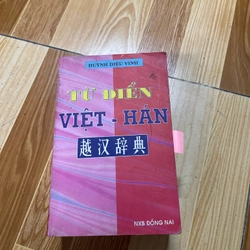 HUỲNH DIỆU VINH
TỪ ĐIỂN
VIỆT - HÁN
越汉辞典
NXB ĐỒNG NAI